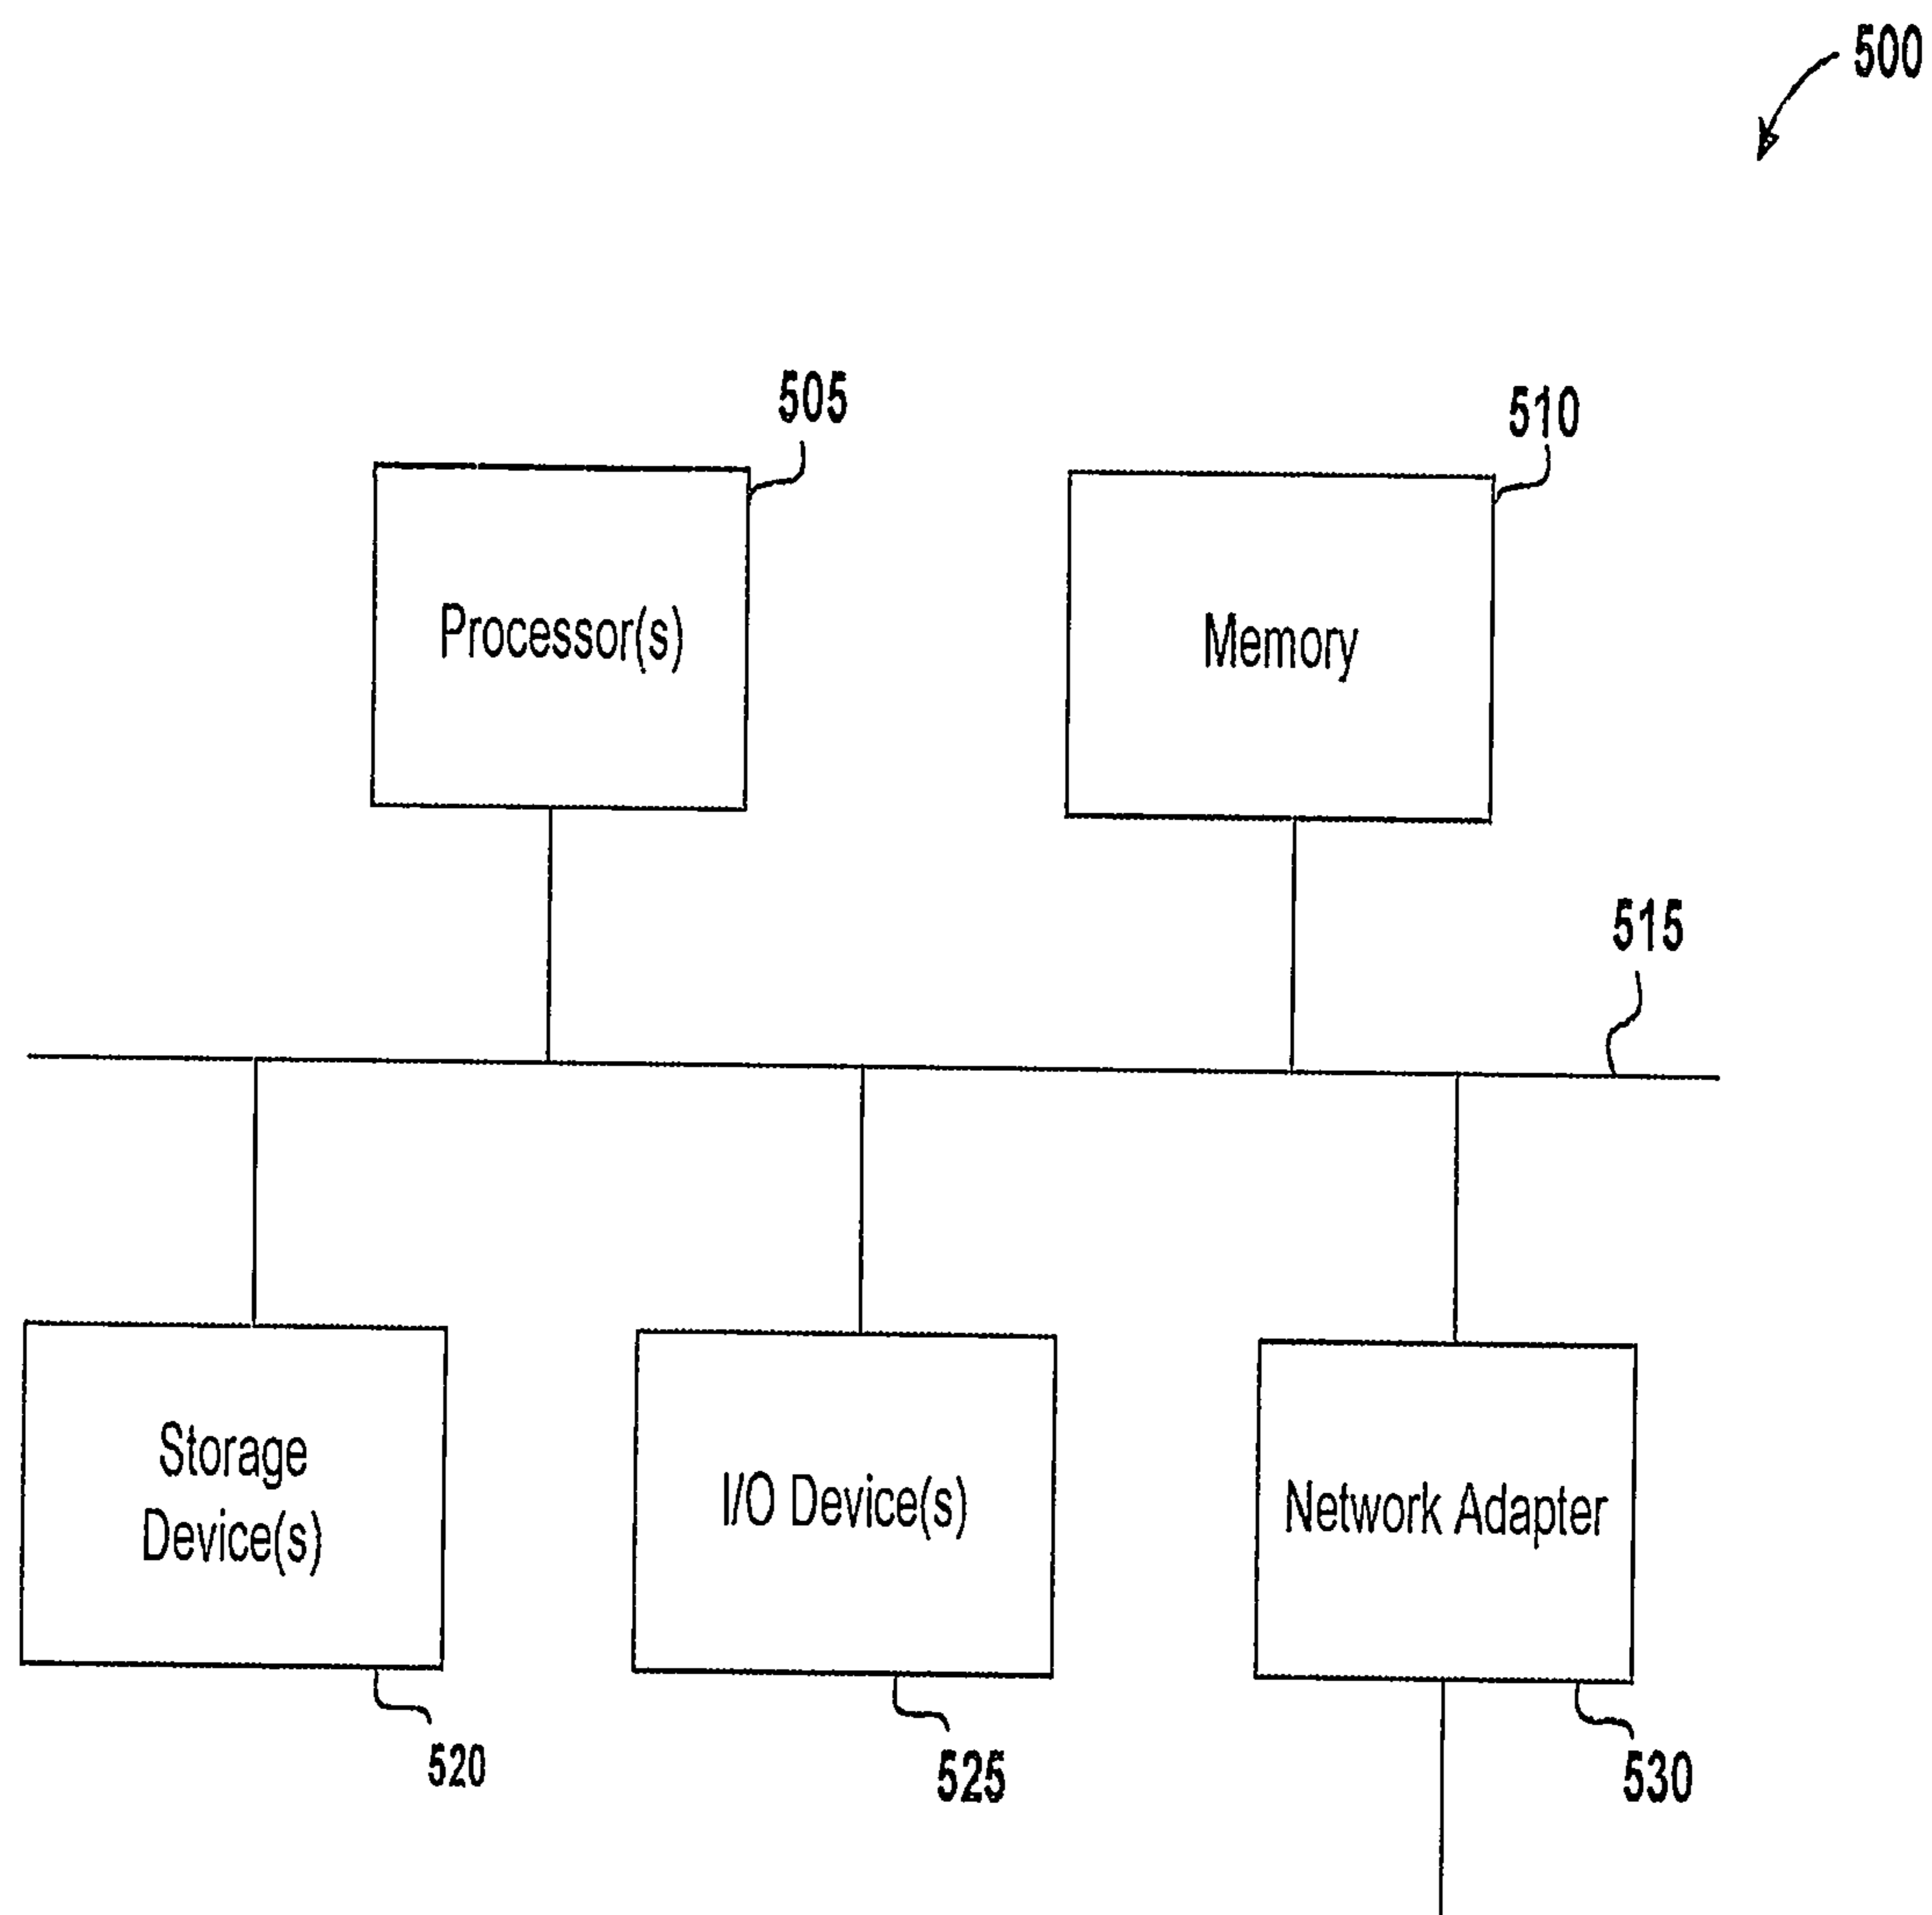 500
505
510
Processor(s)
Memory
515
Storage
Device(s)
I/O Device(s)
Network Adapter
520
525
530